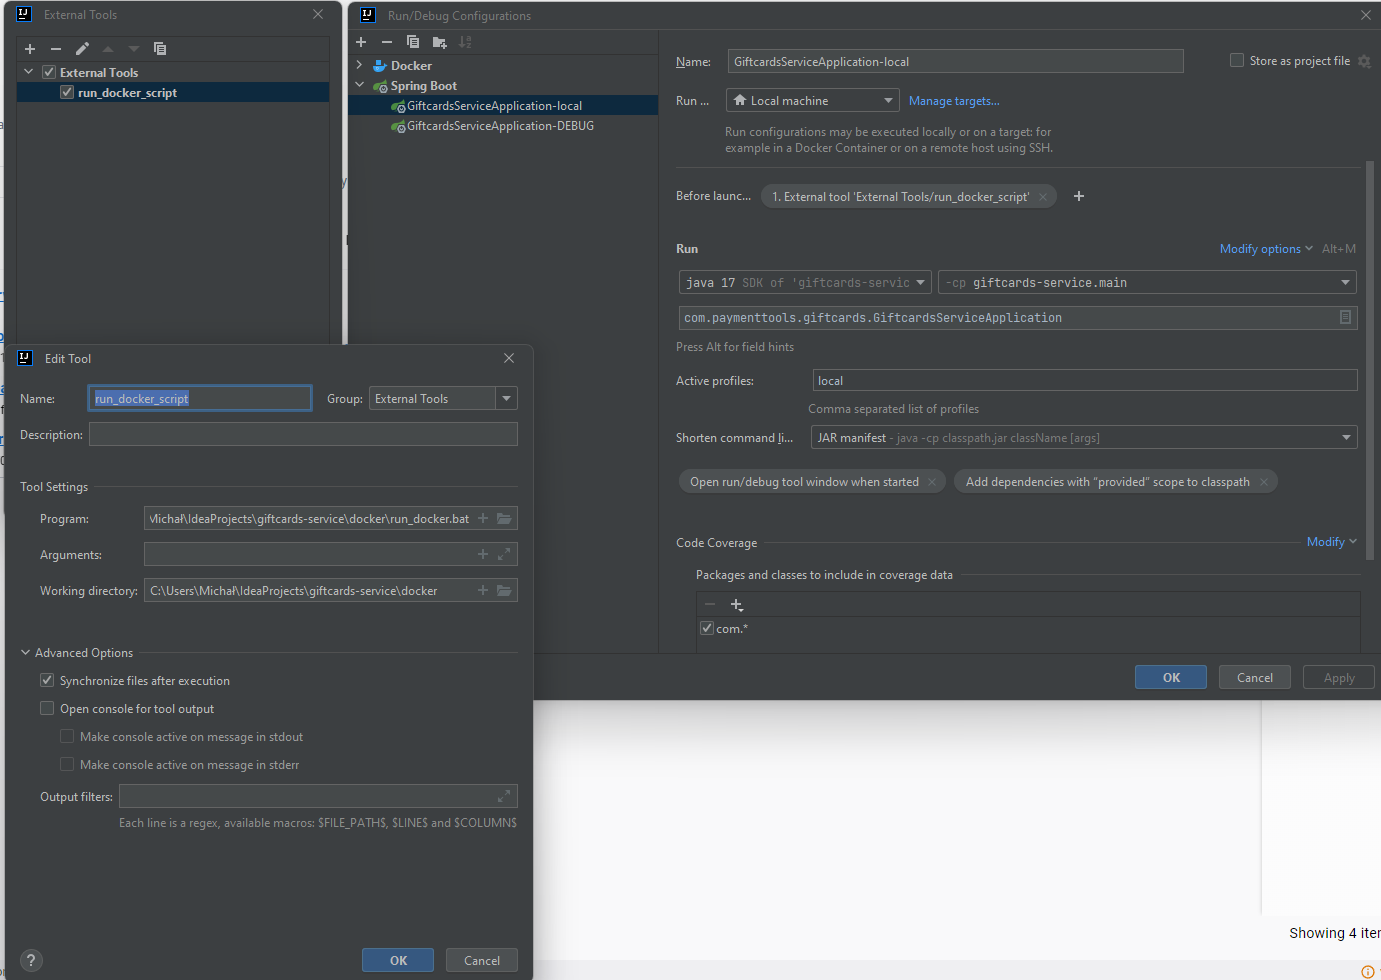 External Tools
External Tools
run_docker_script
Run/Debug Configurations
Docker
Spring Boot
GiftcardsServiceApplication-local
GiftcardsServiceApplication-DEBUG
Name:
GiftcardsServiceApplication-local
Store as project file
Run ...
Local machine
Manage targets...
Run configurations may be executed locally or on a target: for
example in a Docker Container or on a remote host using SSH.
Before launc...
1. External tool 'External Tools/run_docker_script'
Run
Modify options
Alt+M
java 17 SDK of 'giftcards-servic
-cp giftcards-service.main
com.paymenttools.giftcards.GiftcardsServiceApplication
Press Alt for field hints
Active profiles:
local
Comma separated list of profiles
Shorten command li...
JAR manifest - java -cp classpath.jar className [args]
Open run/debug tool window when started
Add dependencies with “provided” scope to classpath
Code Coverage
Modify
Packages and classes to include in coverage data
com.*
OK
Cancel
Apply
Edit Tool
Name:
run_docker_script
Group:
External Tools
Description:
Tool Settings
Program:
Michał\IdeaProjects\giftcards-service\docker\run_docker.bat
Arguments:
Working directory:
C:\Users\Michał\IdeaProjects\giftcards-service\docker
Advanced Options
Synchronize files after execution
Open console for tool output
Make console active on message in stdout
Make console active on message in stderr
Output filters:
Each line is a regex, available macros: $FILE_PATH$, $LINE$ and $COLUMN$
?
OK
Cancel
Showing 4 iter